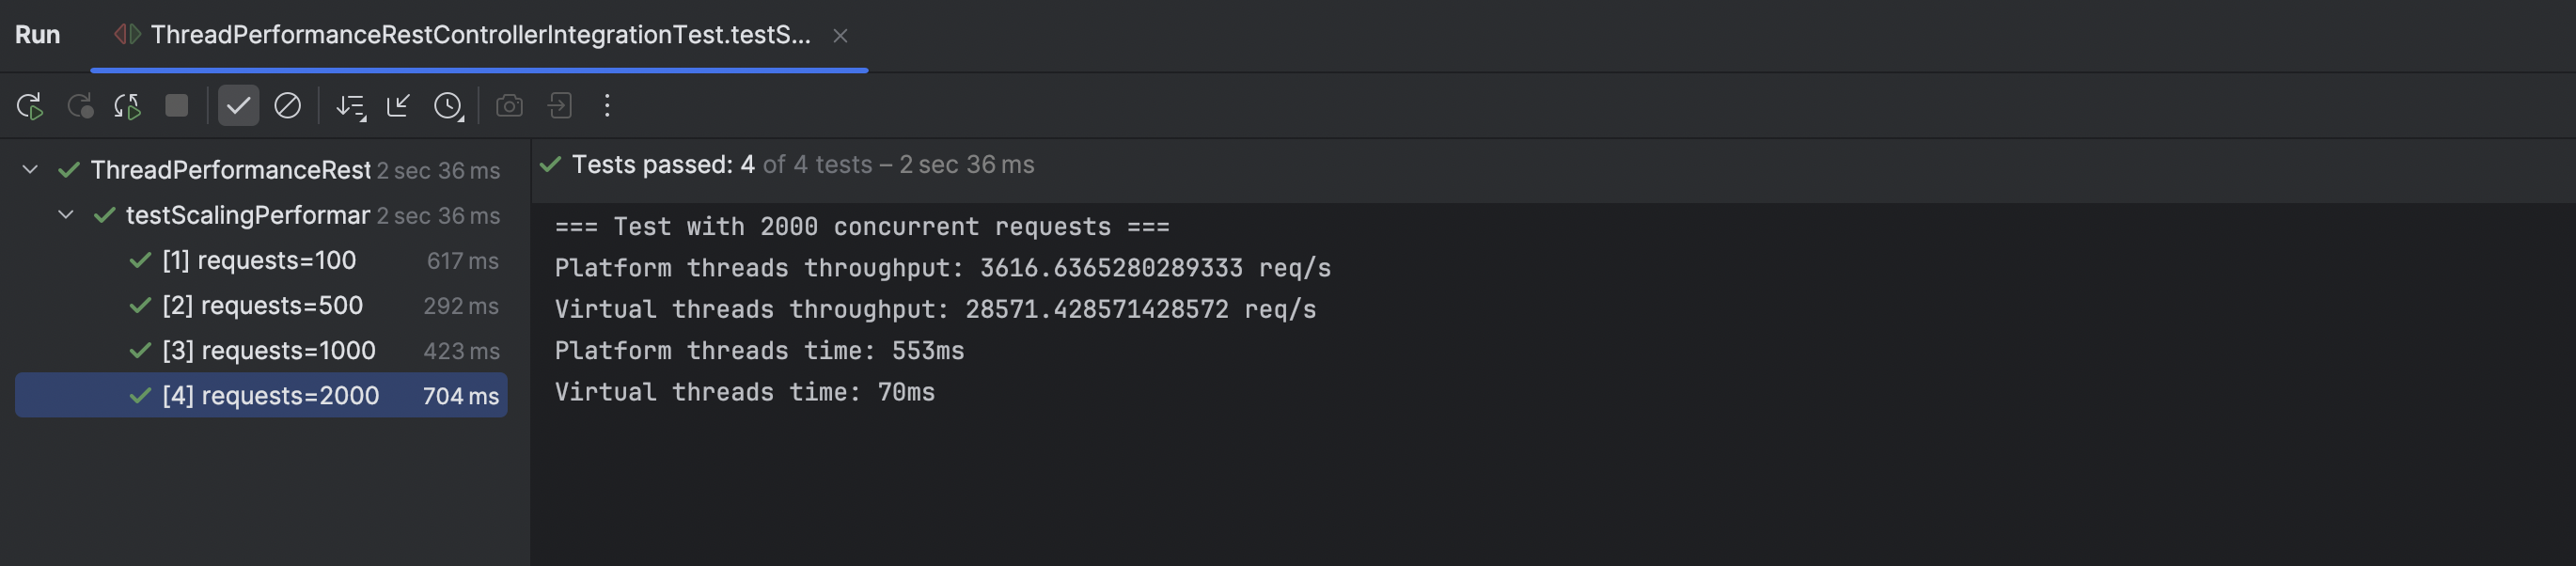 Run ThreadPerformanceRestControllerIntegrationTest.testS...
ThreadPerformanceRest 2 sec 36 ms
testScalingPerformar 2 sec 36 ms
[1] requests=100 617 ms
[2] requests=500 292 ms
[3] requests=1000 423 ms
[4] requests=2000 704 ms
Tests passed: 4 of 4 tests – 2 sec 36 ms
=== Test with 2000 concurrent requests ===
Platform threads throughput: 3616.6365280289333 req/s
Virtual threads throughput: 28571.428571428572 req/s
Platform threads time: 553ms
Virtual threads time: 70ms